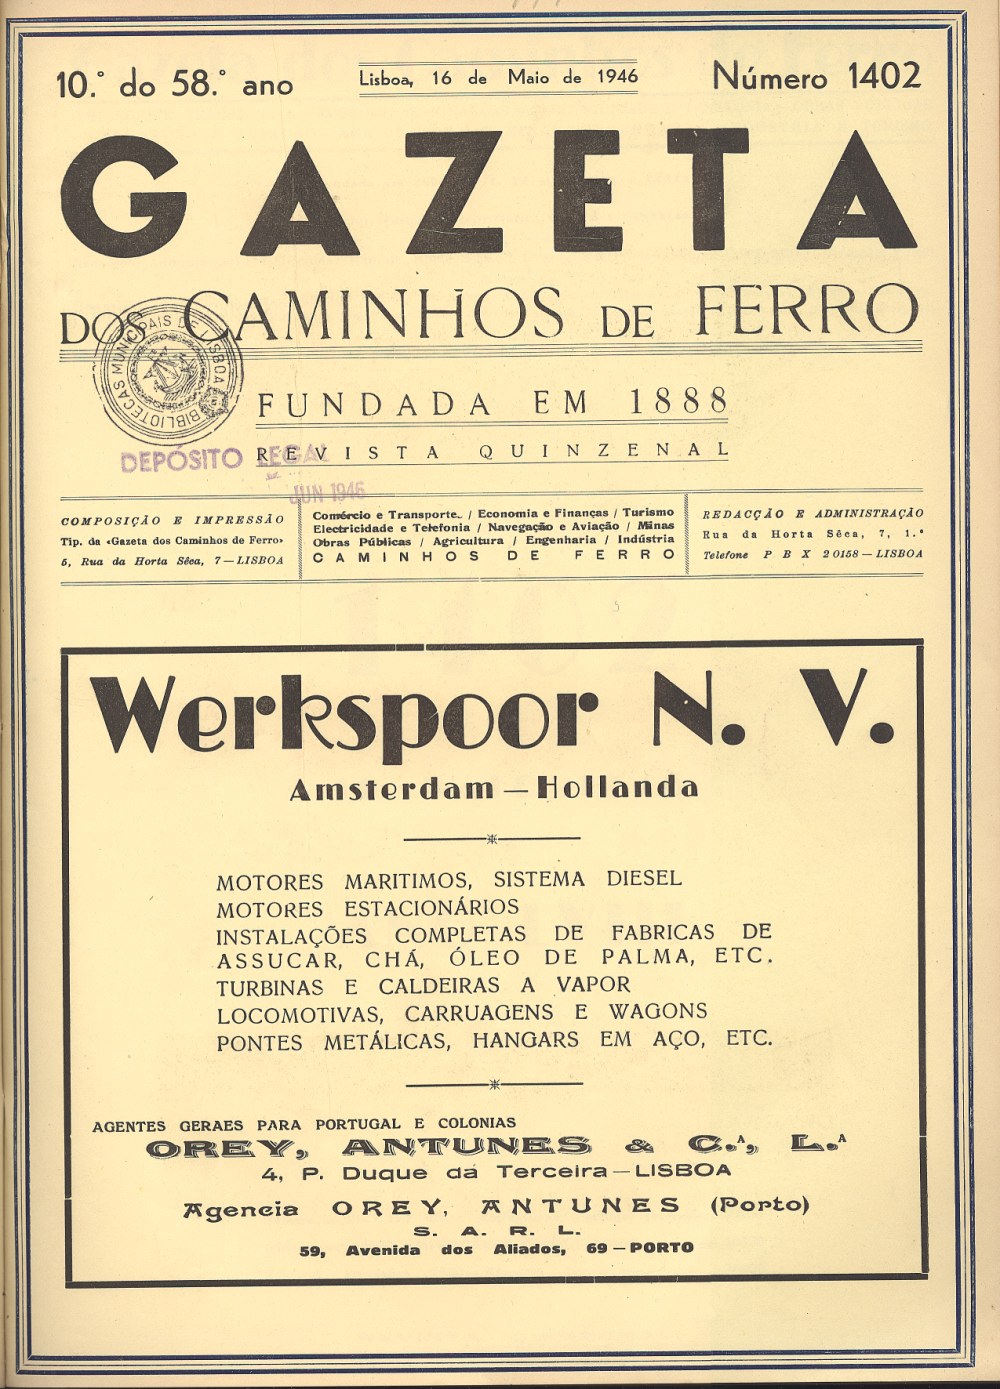 10.º do 58.º ano
Lisboa, 16 de Maio de 1946
Número 1402
GAZETA
DOS CAMINHOS DE FERRO
BIBLIOTECAS MUNICIPAIS DE LISBOA
FUNDADA EM 1888
REVISTA QUINZENAL
DEPÓSITO LEGAL
JUN 1946
COMPOSIÇÃO E IMPRESSÃO
Tip. da «Gazeta dos Caminhos de Ferro»
5, Rua da Horta Sêca, 7—LISBOA
Comércio e Transporte. / Economia e Finanças / Turismo
Electricidade e Telefonia / Navegação e Aviação / Minas
Obras Públicas / Agricultura / Engenharia / Indústria
CAMINHOS DE FERRO
REDACÇÃO E ADMINISTRAÇÃO
Rua da Horta Sêca, 7, 1.º
Telefone P B X 20158—LISBOA
Werkspoor N. V.
Amsterdam—Hollanda
MOTORES MARITIMOS, SISTEMA DIESEL
MOTORES ESTACIONÁRIOS
INSTALAÇÕES COMPLETAS DE FABRICAS DE
ASSUCAR, CHÁ, ÓLEO DE PALMA, ETC.
TURBINAS E CALDEIRAS A VAPOR
LOCOMOTIVAS, CARRUAGENS E WAGONS
PONTES METÁLICAS, HANGARS EM AÇO, ETC.
AGENTES GERAES PARA PORTUGAL E COLONIAS
OREY, ANTUNES & C.ᴬ, L.ᴬ
4, P. Duque da Terceira—LISBOA
Agencia OREY, ANTUNES (Porto)
S. A. R. L.
59, Avenida dos Aliados, 69—PORTO